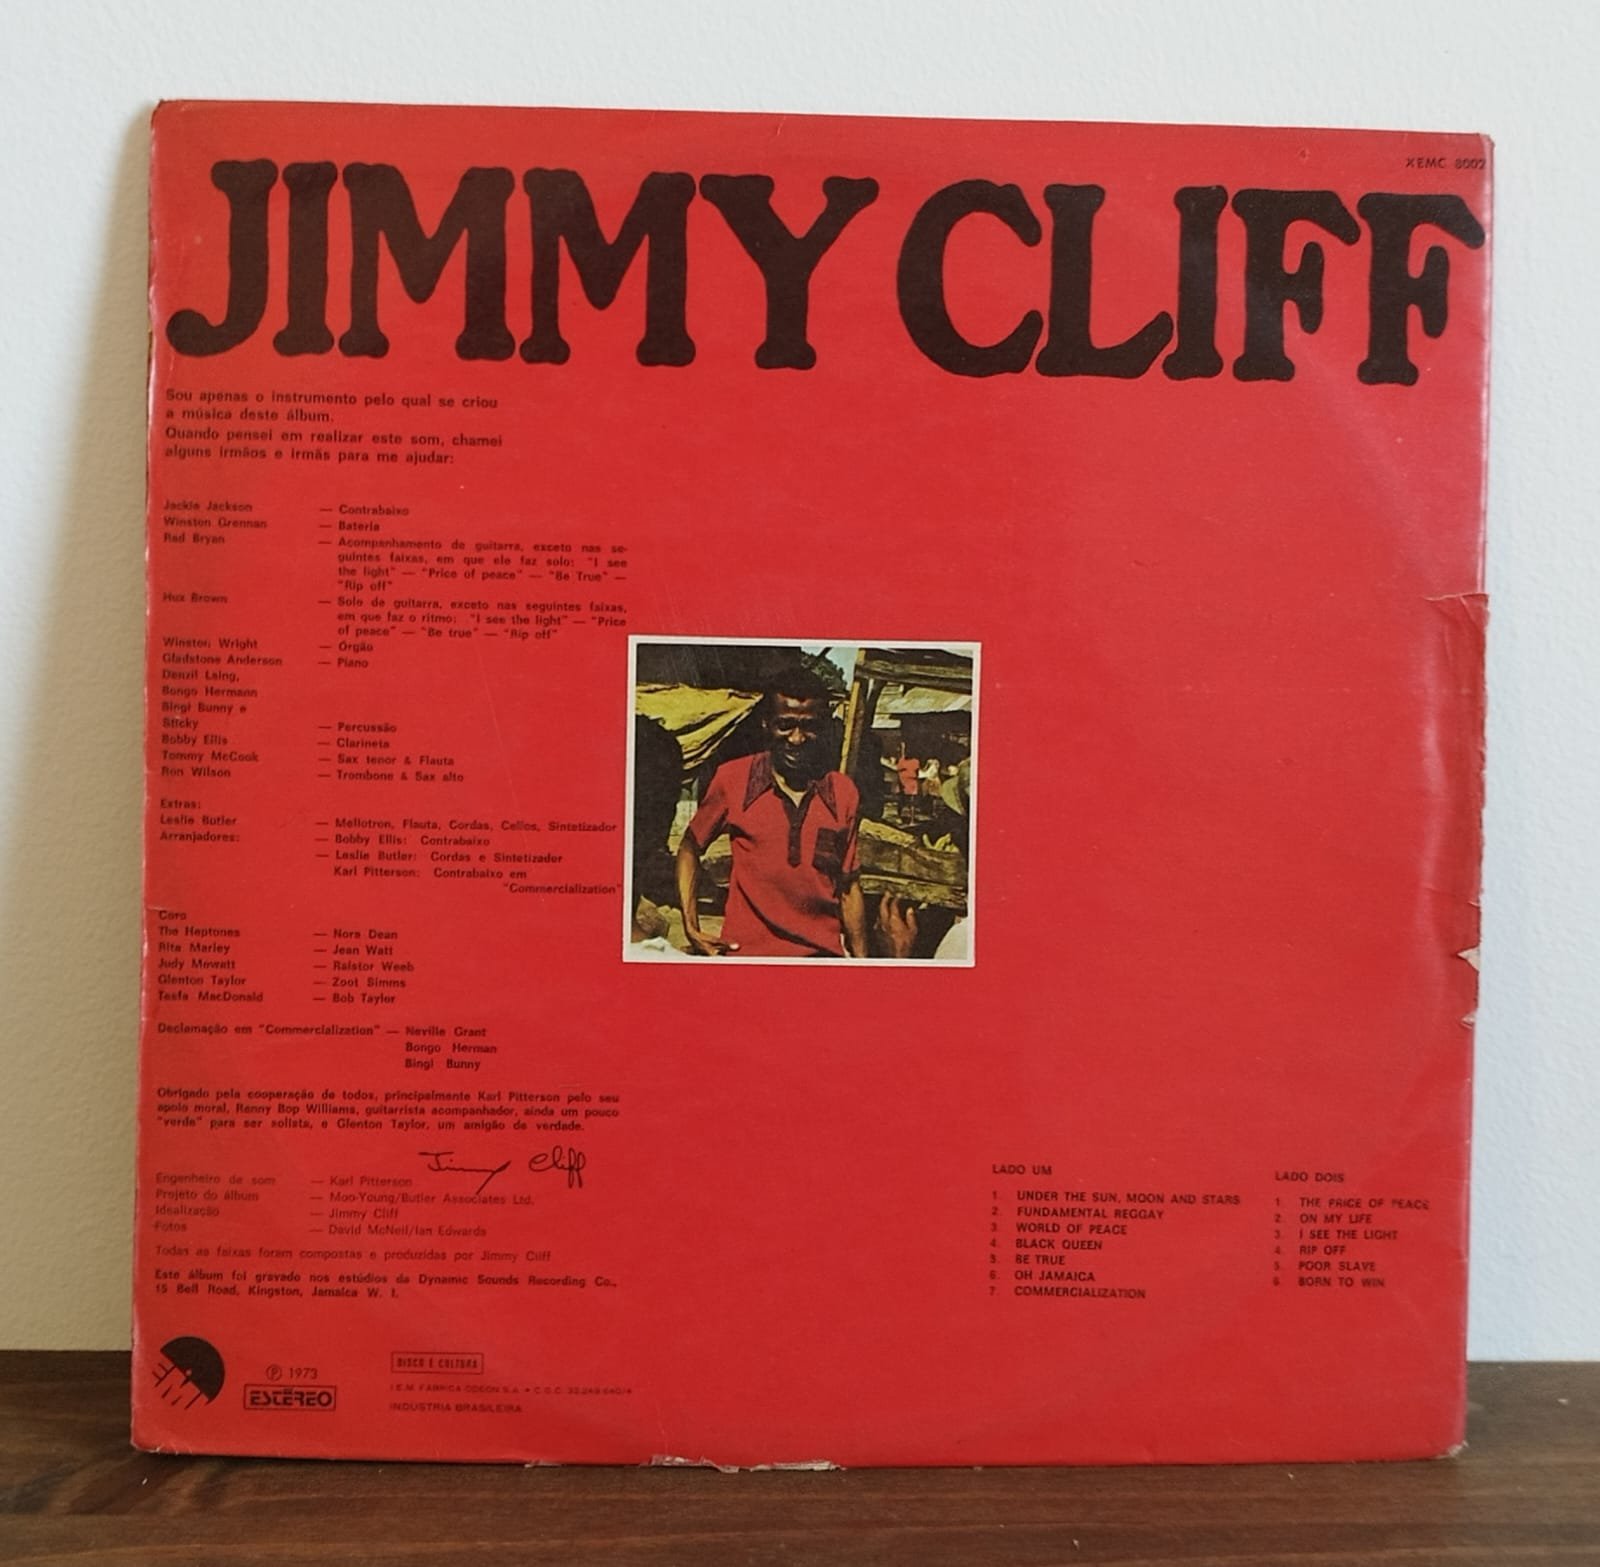 XEMC 8002
JIMMY CLIFF
Sou apenas o instrumento pelo qual se criou
a música deste álbum.
Quando pensei em realizar este som, chamei
alguns irmãos e irmãs para me ajudar:
Jackie Jackson — Contrabaixo
Winston Grennan — Bateria
Rad Bryan — Acompanhamento de guitarra, exceto nas se-
guintes faixas, em que ele faz solo: "I see
the light" — "Price of peace" — "Be True" —
"Rip off"
Hux Brown — Solo de guitarra, exceto nas seguintes faixas,
em que faz o ritmo: "I see the light" — "Price
of peace" — "Be true" — "Rip off"
Winston Wright — Orgão
Gladstone Anderson — Piano
Denzil Laing,
Bongo Hermann
Bingi Bunny e
Sticky — Percussão
Bobby Ellis — Clarineta
Tommy McCook — Sax tenor & Flauta
Ron Wilson — Trombone & Sax alto
Extras:
Leslie Butler — Mellotron, Flauta, Cordas, Cellos, Sintetizador
Arranjadores: — Bobby Ellis: Contrabaixo
— Leslie Butler: Cordas e Sintetizador
Karl Pitterson: Contrabaixo em
"Commercialization"
Coro
The Heptones — Nora Dean
Rita Marley — Jean Watt
Judy Mowatt — Ralstor Weeb
Glenton Taylor — Zoot Simms
Tesfa MacDonald — Bob Taylor
Declamação em "Commercialization" — Neville Grant
Bongo Herman
Bingi Bunny
Obrigado pela cooperação de todos, principalmente Karl Pitterson pelo seu
apoio moral, Ranny Bop Williams, guitarrista acompanhador, ainda um pouco
"verde" para ser solista, e Glenton Taylor, um amigão de verdade.
Jimmy Cliff
Engenheiro de som — Karl Pitterson
Projeto do álbum — Moo-Young/Butler Associates Ltd.
Idealização — Jimmy Cliff
Fotos — David McNeil/Ian Edwards
Todas as faixas foram compostas e produzidas por Jimmy Cliff
Este álbum foi gravado nos estúdios da Dynamic Sounds Recording Co.,
15 Bell Road, Kingston, Jamaica W. I.
LADO UM
1. UNDER THE SUN, MOON AND STARS
2. FUNDAMENTAL REGGAY
3. WORLD OF PEACE
4. BLACK QUEEN
5. BE TRUE
6. OH JAMAICA
7. COMMERCIALIZATION
LADO DOIS
1. THE PRICE OF PEACE
2. ON MY LIFE
3. I SEE THE LIGHT
4. RIP OFF
5. POOR SLAVE
6. BORN TO WIN
EMI
℗ 1973
ESTÉREO
DISCO É CULTURA
I.E.M. FABRICA ODEON S.A. • C.G.C.
INDÚSTRIA BRASILEIRA